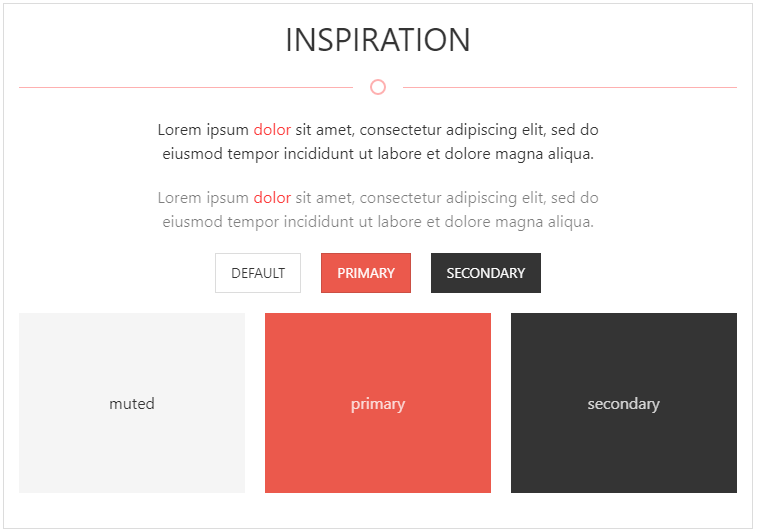 INSPIRATION
Lorem ipsum dolor sit amet, consectetur adipiscing elit, sed do
eiusmod tempor incididunt ut labore et dolore magna aliqua.
Lorem ipsum dolor sit amet, consectetur adipiscing elit, sed do
eiusmod tempor incididunt ut labore et dolore magna aliqua.
DEFAULT PRIMARY SECONDARY
muted primary secondary